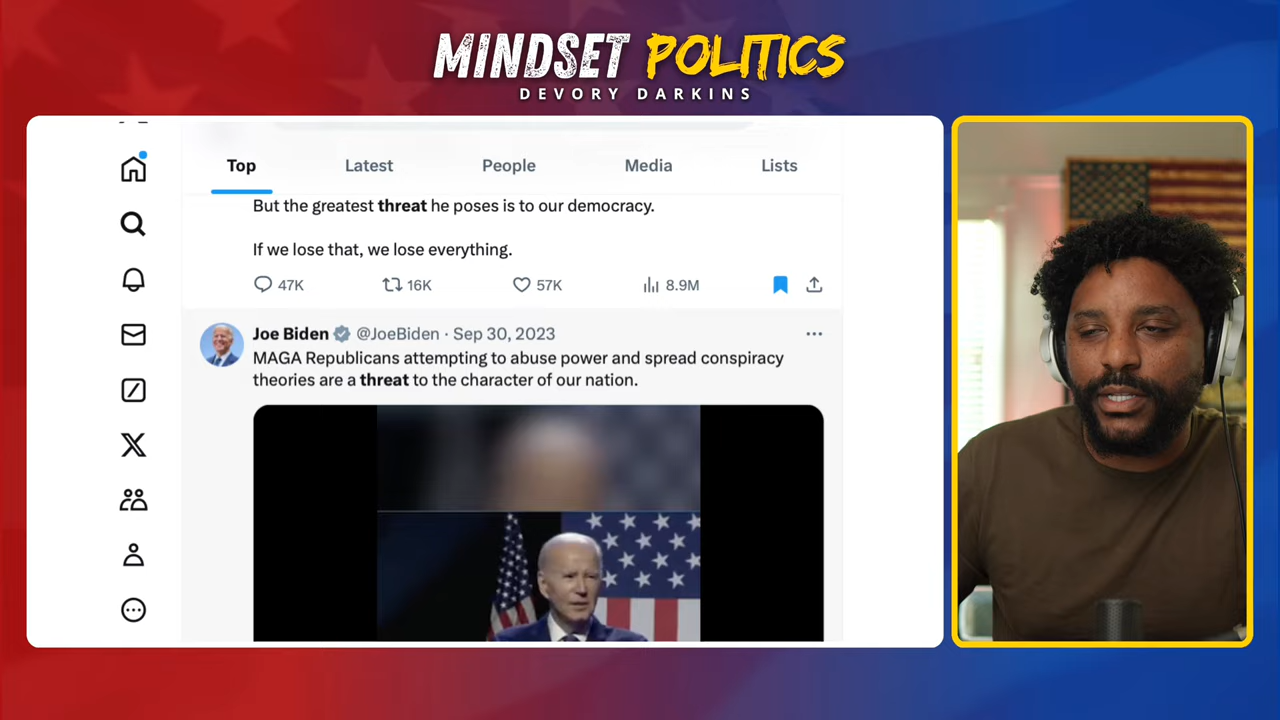 MINDSET POLITICS
DEVORY DARKINS
Top Latest People Media Lists
But the greatest threat he poses is to our democracy.
If we lose that, we lose everything.
47K 16K 57K 8.9M
Joe Biden @JoeBiden · Sep 30, 2023
MAGA Republicans attempting to abuse power and spread conspiracy
theories are a threat to the character of our nation.